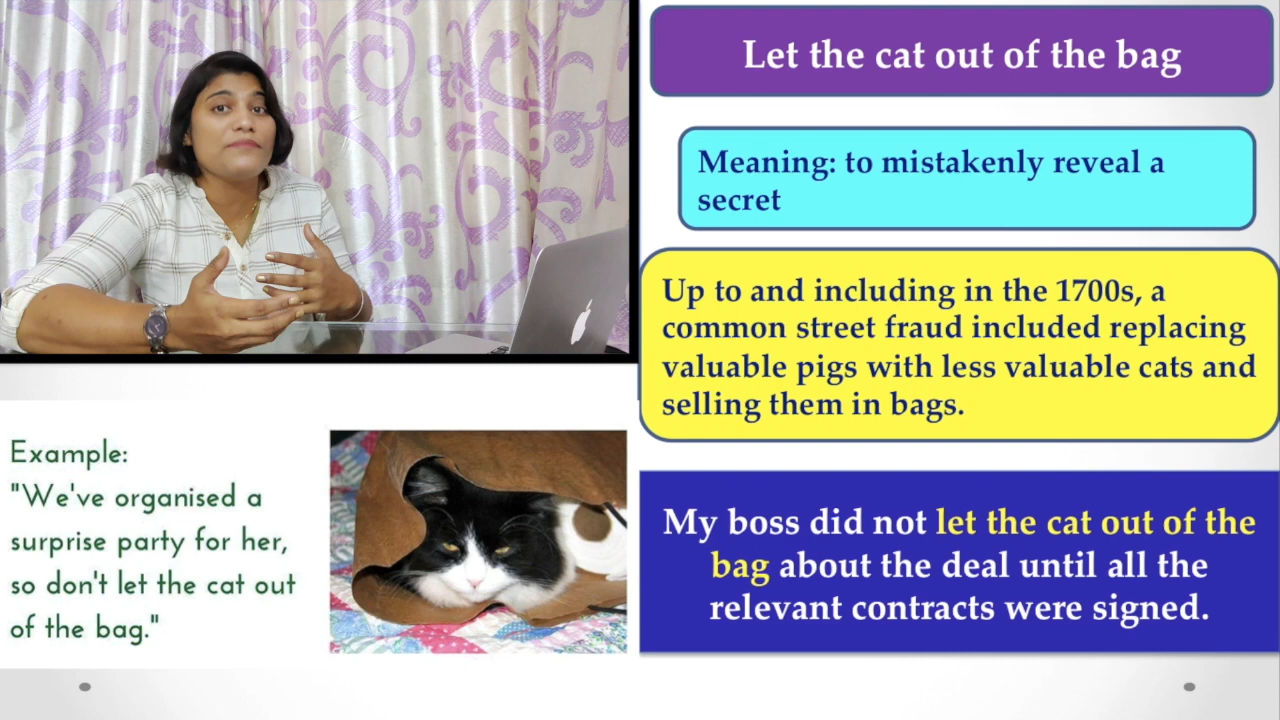 Let the cat out of the bag
Meaning: to mistakenly reveal a
secret
Up to and including in the 1700s, a
common street fraud included replacing
valuable pigs with less valuable cats and
selling them in bags.
Example:
"We've organised a
surprise party for her,
so don't let the cat out
of the bag."
My boss did not let the cat out of the
bag about the deal until all the
relevant contracts were signed.